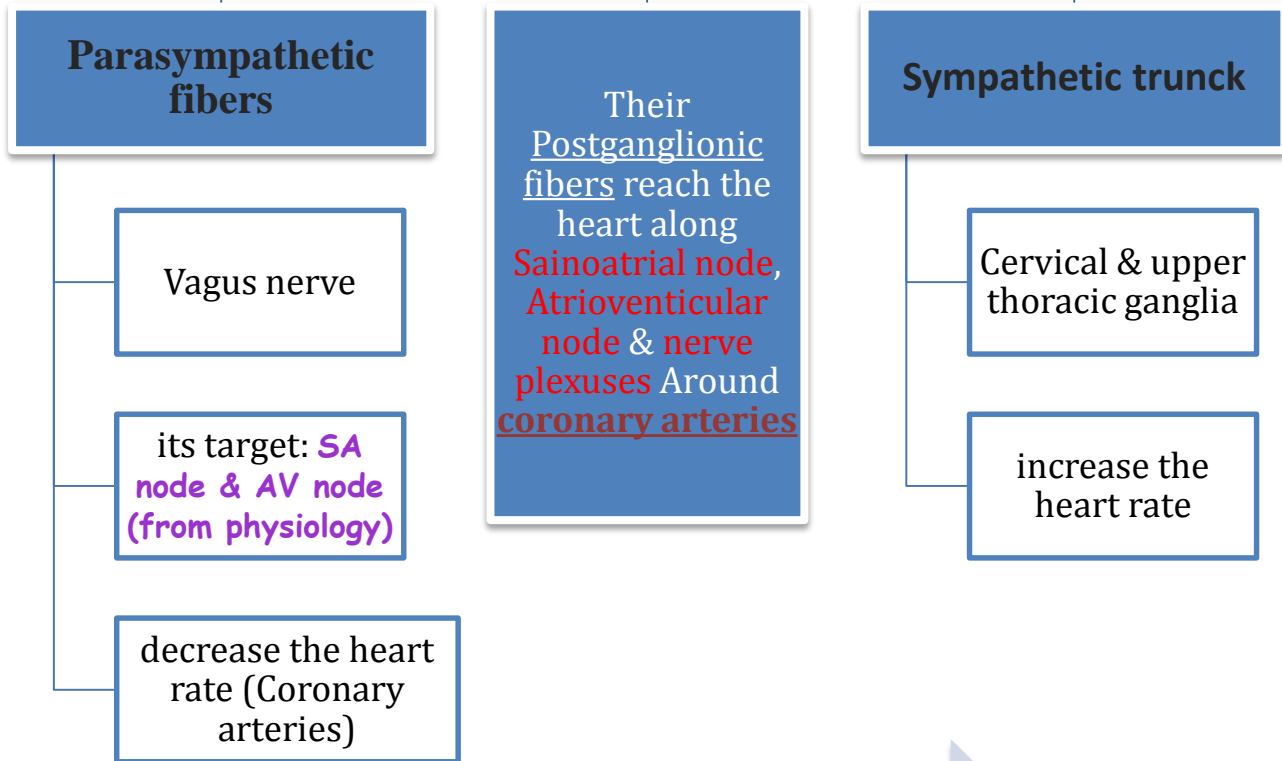 Parasympathetic
fibers
Vagus nerve
its target: SA
node & AV node
(from physiology)
decrease the heart
rate (Coronary
arteries)
Their
Postganglionic
fibers reach the
heart along
Sainoatrial node,
Atrioventicular
node & nerve
plexuses Around
coronary arteries
Sympathetic trunck
Cervical & upper
thoracic ganglia
increase the
heart rate